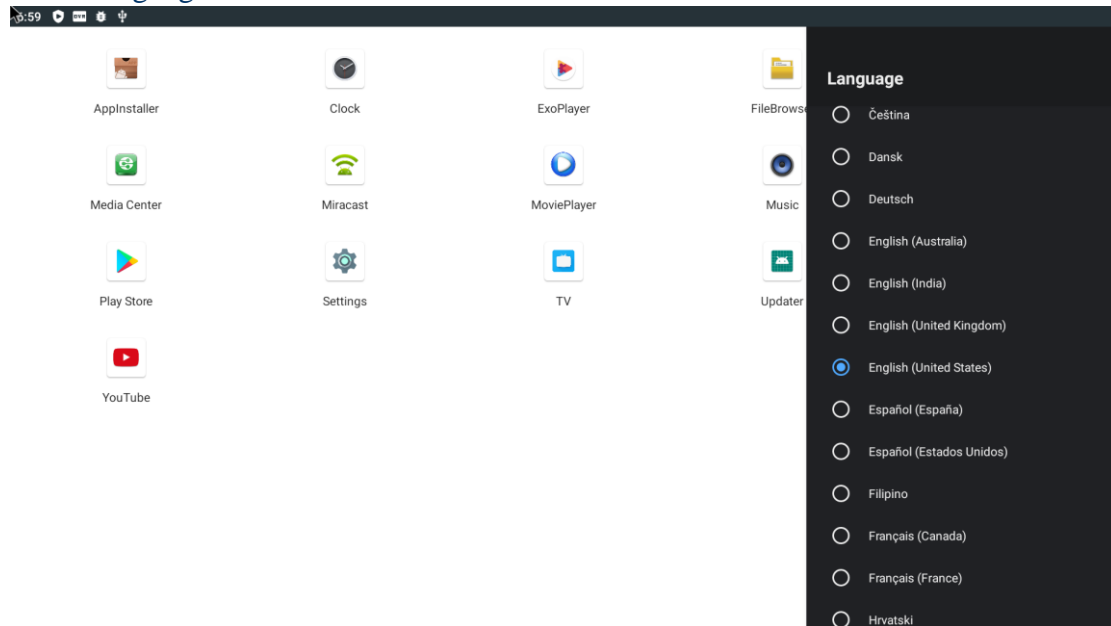 :59
AppInstaller
Clock
ExoPlayer
FileBrowse
Media Center
Miracast
MoviePlayer
Music
Play Store
Settings
TV
Updater
YouTube
Language
Čeština
Dansk
Deutsch
English (Australia)
English (India)
English (United Kingdom)
English (United States)
Español (España)
Español (Estados Unidos)
Filipino
Français (Canada)
Français (France)
Hrvatski